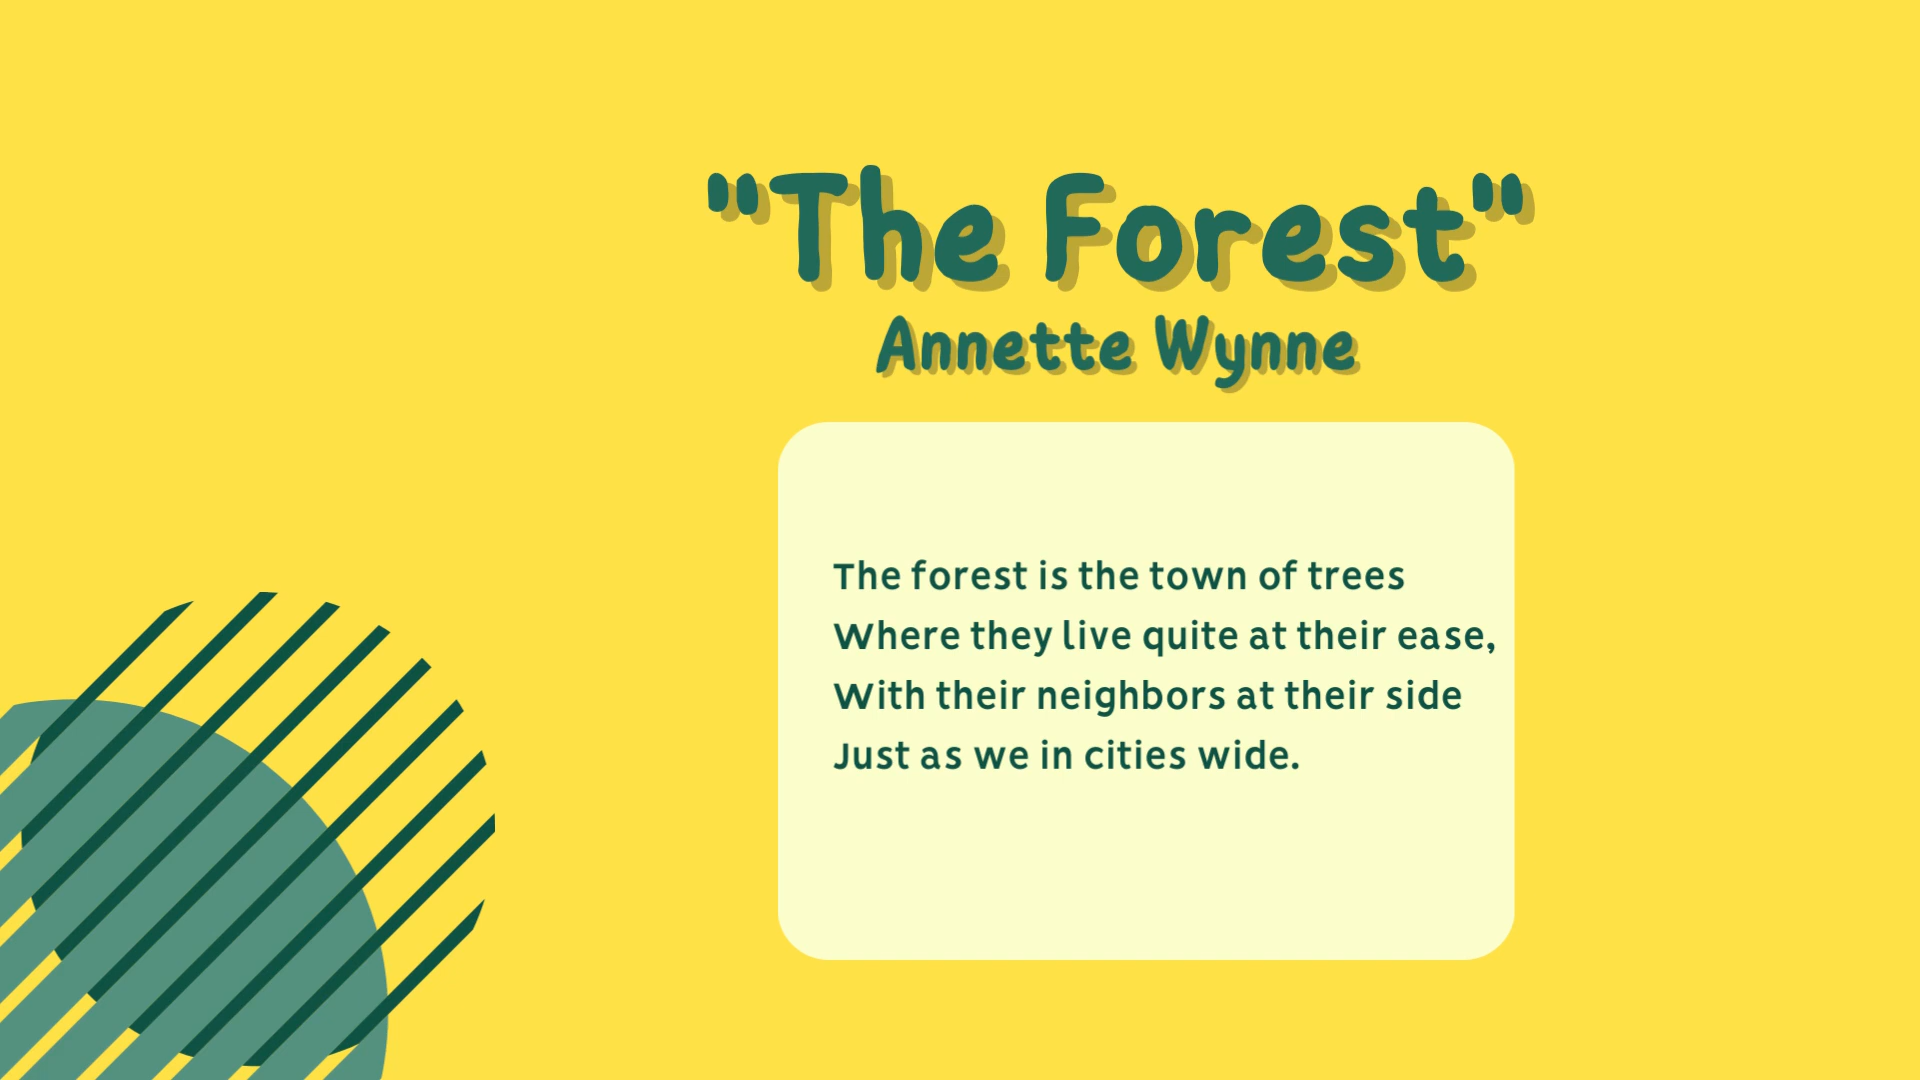 "The Forest"
Annette Wynne
The forest is the town of trees
Where they live quite at their ease,
With their neighbors at their side
Just as we in cities wide.